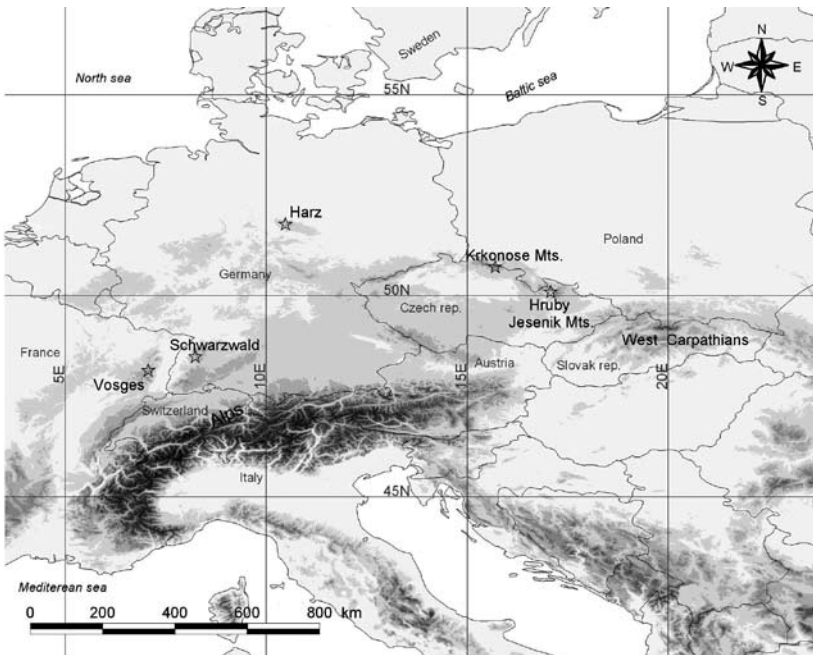 Sweden
N
W E
S
North sea
Baltic sea
55N
Harz
Poland
Krkonose Mts.
Germany
50N
Czech rep.
Hruby
Jesenik Mts.
Schwarzwald
West Carpathians
France
Vosges
5E
10E
15E
20E
Austria
Slovak rep.
Switzerland
Alps
Italy
45N
Mediterean sea
0 200 400 600 800 km